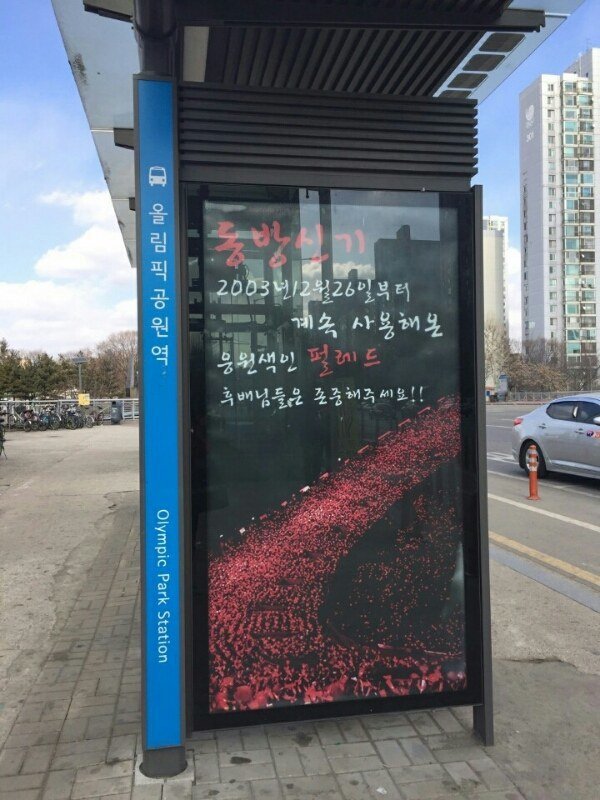 올림픽공원역
Olympic Park Station
동방신기
2003년12월26일부터
계속 사용해온
응원색인 펄레드
후배님들은 존중해주세요!!